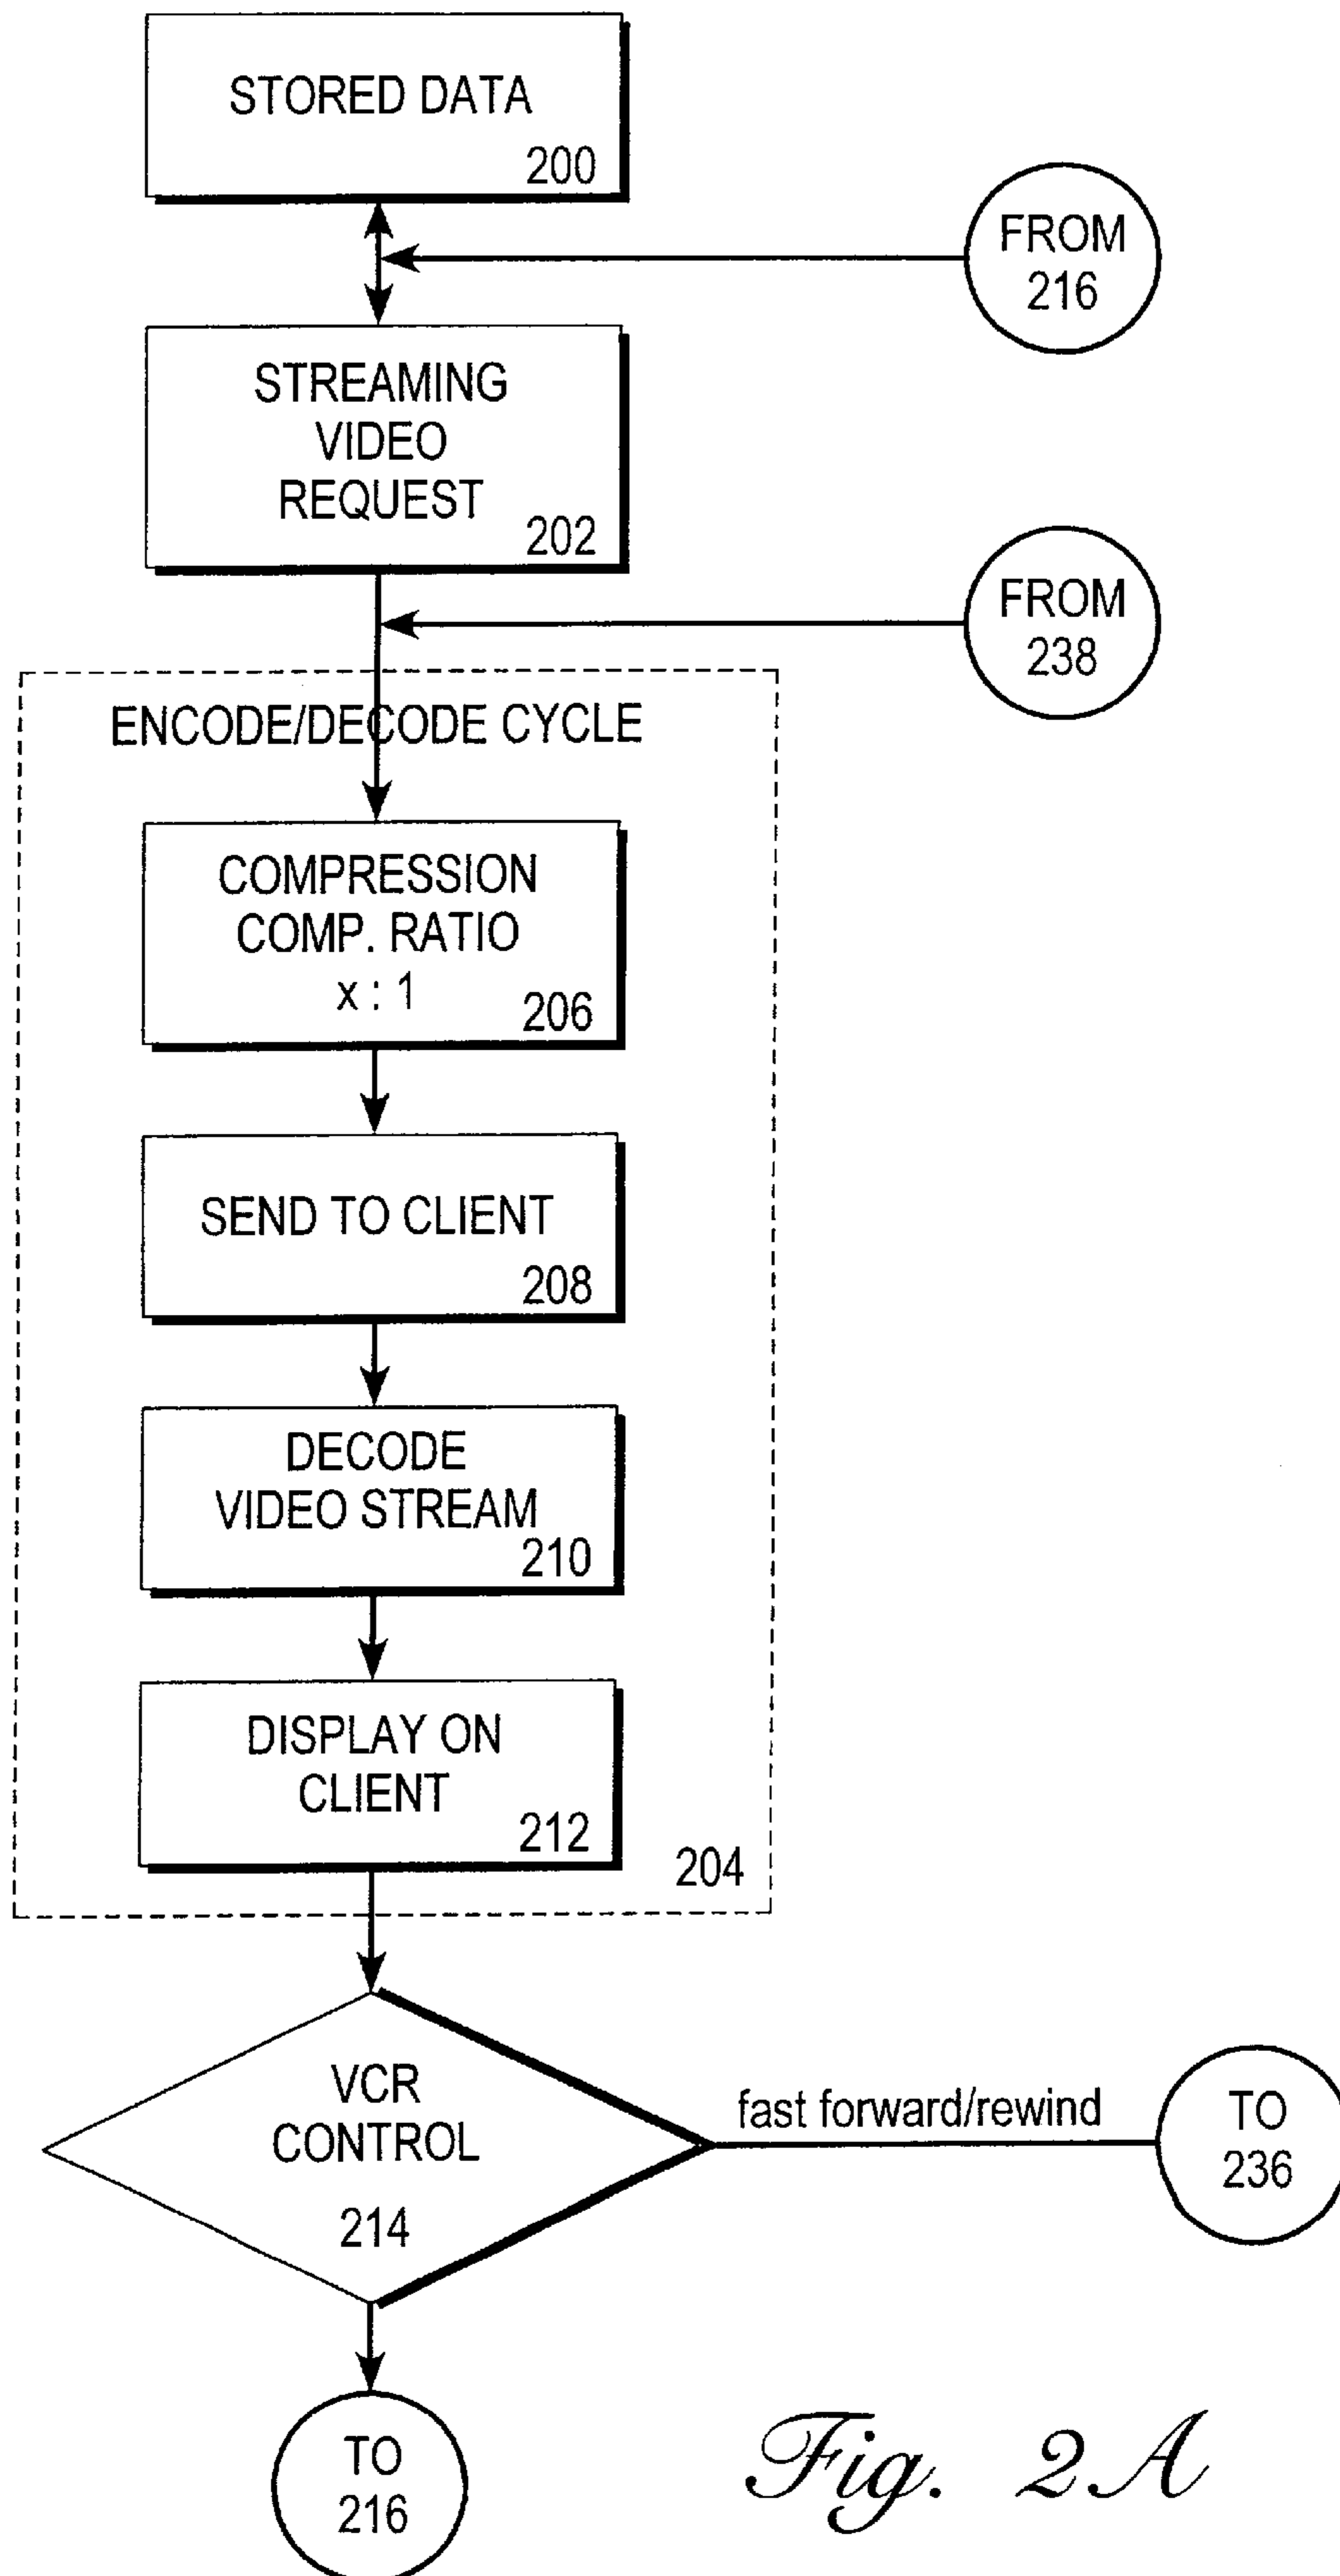 STORED DATA
200
FROM
216
STREAMING
VIDEO
REQUEST
202
FROM
238
ENCODE/DECODE CYCLE
COMPRESSION
COMP. RATIO
x : 1
206
SEND TO CLIENT
208
DECODE
VIDEO STREAM
210
DISPLAY ON
CLIENT
212
204
VCR
CONTROL
214
fast forward/rewind
TO
236
TO
216
Fig. 2A